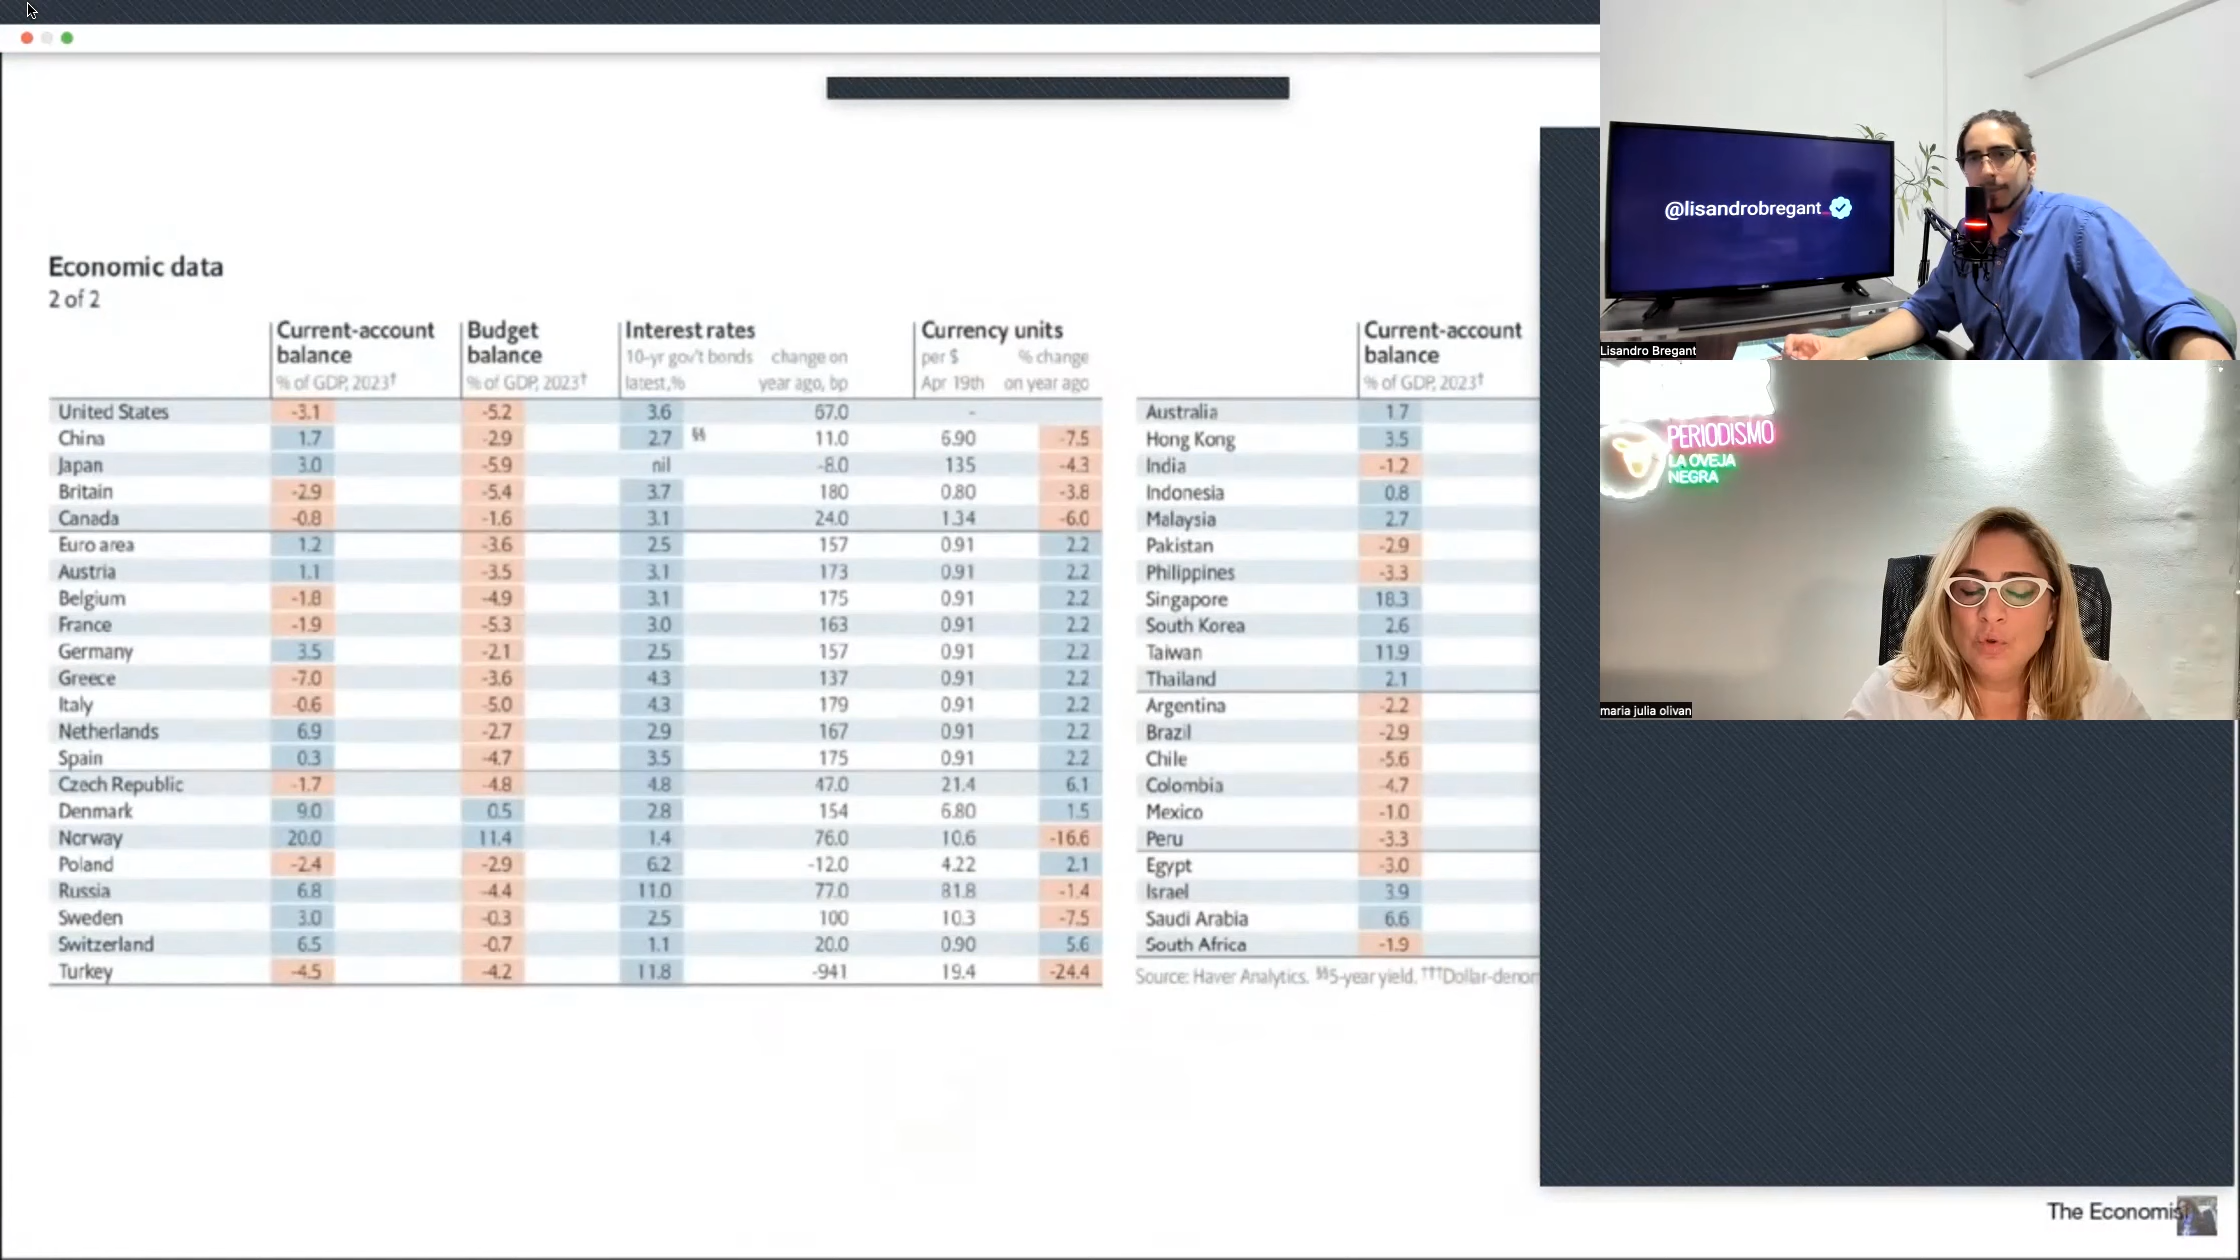 Economic data
2 of 2
Current-account balance % of GDP, 2023† Budget balance % of GDP, 2023† Interest rates 10-yr gov't bonds latest,% change on year ago, bp Currency units per $ Apr 19th % change on year ago
United States -3.1 -5.2 3.6 67.0 -
China 1.7 -2.9 2.7 §§ 11.0 6.90 -7.5
Japan 3.0 -5.9 nil -8.0 135 -4.3
Britain -2.9 -5.4 3.7 180 0.80 -3.8
Canada -0.8 -1.6 3.1 24.0 1.34 -6.0
Euro area 1.2 -3.6 2.5 157 0.91 2.2
Austria 1.1 -3.5 3.1 173 0.91 2.2
Belgium -1.8 -4.9 3.1 175 0.91 2.2
France -1.9 -5.3 3.0 163 0.91 2.2
Germany 3.5 -2.1 2.5 157 0.91 2.2
Greece -7.0 -3.6 4.3 137 0.91 2.2
Italy -0.6 -5.0 4.3 179 0.91 2.2
Netherlands 6.9 -2.7 2.9 167 0.91 2.2
Spain 0.3 -4.7 3.5 175 0.91 2.2
Czech Republic -1.7 -4.8 4.8 47.0 21.4 6.1
Denmark 9.0 0.5 2.8 154 6.80 1.5
Norway 20.0 11.4 1.4 76.0 10.6 -16.6
Poland -2.4 -2.9 6.2 -12.0 4.22 2.1
Russia 6.8 -4.4 11.0 77.0 81.8 -1.4
Sweden 3.0 -0.3 2.5 100 10.3 -7.5
Switzerland 6.5 -0.7 1.1 20.0 0.90 5.6
Turkey -4.5 -4.2 11.8 -941 19.4 -24.4
Current-account
balance
% of GDP, 2023†
Australia 1.7
Hong Kong 3.5
India -1.2
Indonesia 0.8
Malaysia 2.7
Pakistan -2.9
Philippines -3.3
Singapore 18.3
South Korea 2.6
Taiwan 11.9
Thailand 2.1
Argentina -2.2
Brazil -2.9
Chile -5.6
Colombia -4.7
Mexico -1.0
Peru -3.3
Egypt -3.0
Israel 3.9
Saudi Arabia 6.6
South Africa -1.9
Source: Haver Analytics. §§5-year yield. †††Dollar-denom
@lisandrobregant
Lisandro Bregant
PERIODISMO
LA OVEJA
NEGRA
maria julia olivan
The Economist